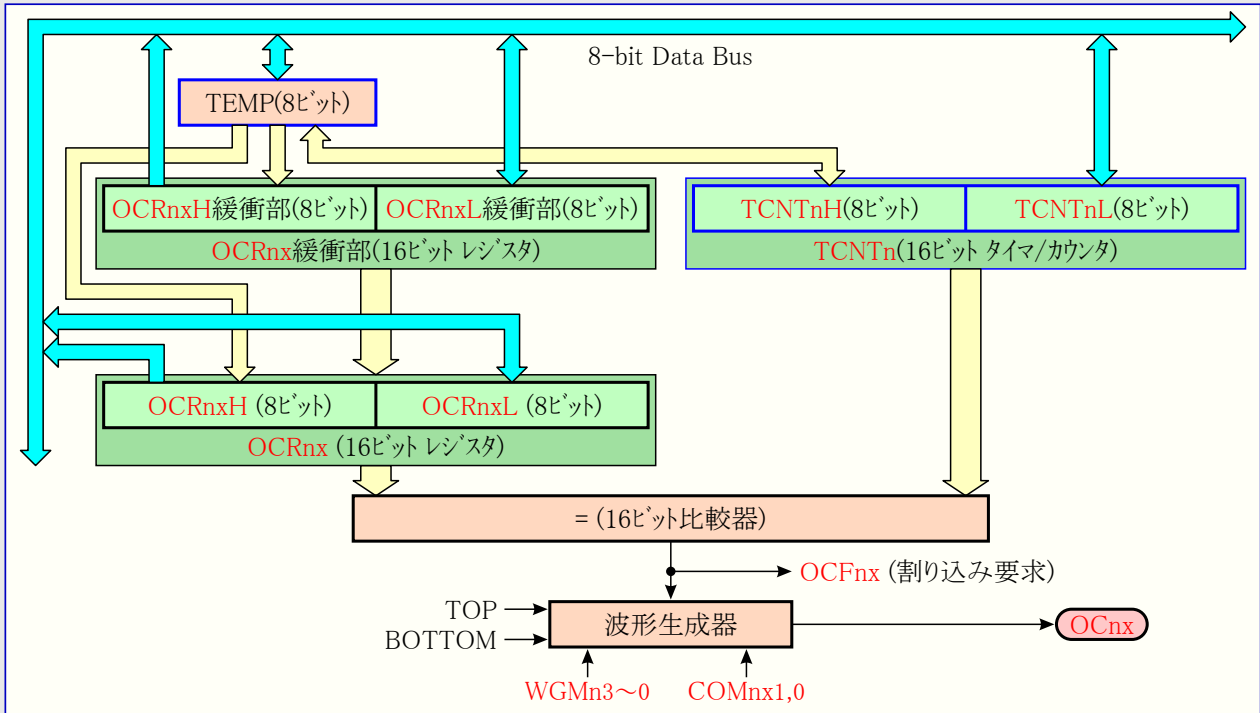 8-bit Data Bus
TEMP(8ビット)
OCRnxH緩衝部(8ビット)
OCRnxL緩衝部(8ビット)
OCRnx緩衝部(16ビット レジスタ)
TCNTnH(8ビット)
TCNTnL(8ビット)
TCNTn(16ビット タイマ/カウンタ)
OCRnxH (8ビット)
OCRnxL (8ビット)
OCRnx (16ビット レジスタ)
= (16ビット比較器)
OCFnx (割り込み要求)
TOP
BOTTOM
波形生成器
OCnx
WGMn3～0
COMnx1,0